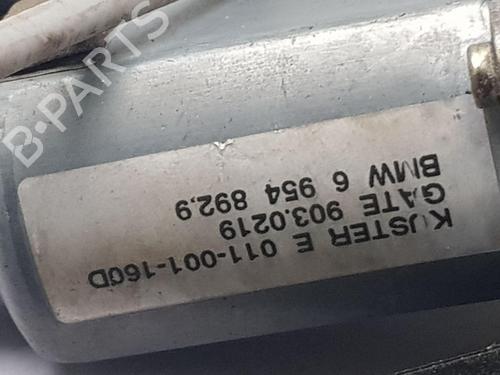 KUSTER E 011-001-160D
GATE 903.0219
BMW 6 954 892.9
B-PARTS